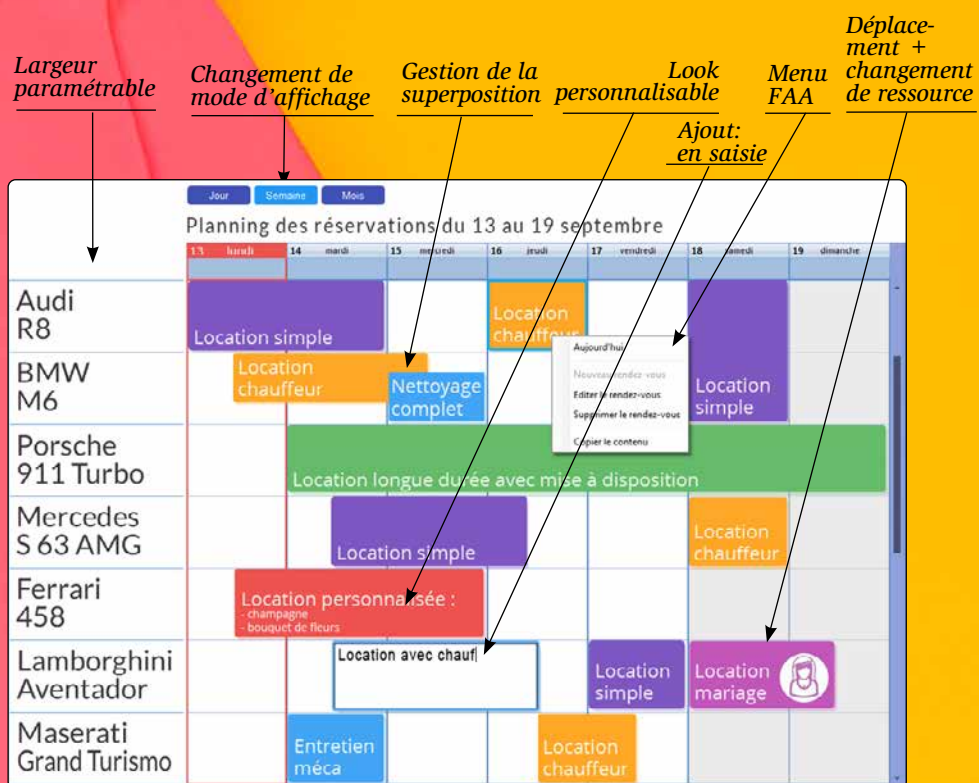 Déplace-
ment +
changement
de ressource
Largeur
paramétrable
Changement de
mode d'affichage
Gestion de la
superposition
Look
personnalisable
Menu
FAA
Ajout:
en saisie
Jour
Semaine
Mois
Planning des réservations du 13 au 19 septembre
13 lundi
14 mardi
15 mercredi
16 jeudi
17 vendredi
18 samedi
19 dimanche
Audi
R8
Location simple
Location
chauffeur
Aujourd'hui
Nouveau rendez-vous
Editer le rendez-vous
Supprimer le rendez-vous
Copier le contenu
Location
simple
BMW
M6
Location
chauffeur
Nettoyage
complet
Porsche
911 Turbo
Location longue durée avec mise à disposition
Mercedes
S 63 AMG
Location simple
Location
chauffeur
Ferrari
458
Location personnalisée :
- champagne
- bouquet de fleurs
Lamborghini
Aventador
Location avec chauf
Location
simple
Location
mariage
Maserati
Grand Turismo
Entretien
méca
Location
chauffeur